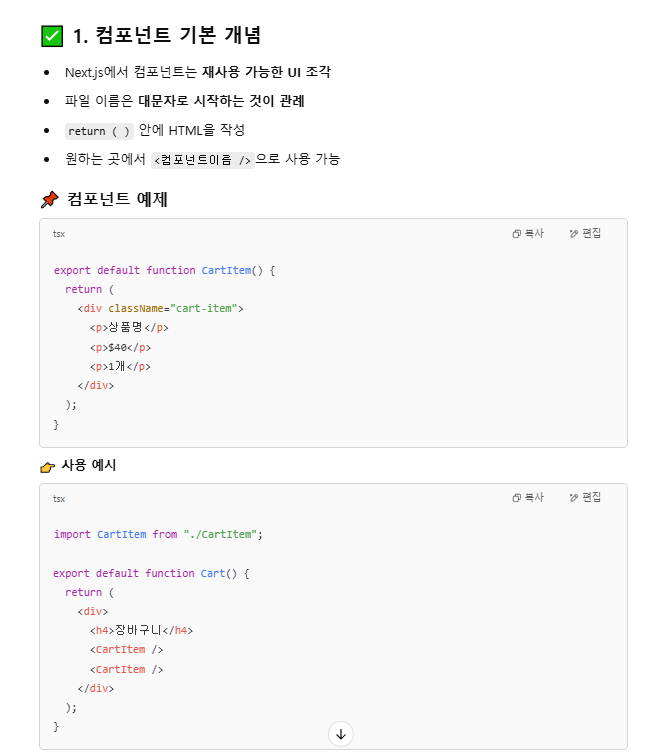 ✅ 1. 컴포넌트 기본 개념
• Next.js에서 컴포넌트는 재사용 가능한 UI 조각
• 파일 이름은 대문자로 시작하는 것이 관례
• return ( ) 안에 HTML을 작성
• 원하는 곳에서 <컴포넌트이름 />으로 사용 가능
📌 컴포넌트 예제
tsx 복사 편집
export default function CartItem() {
  return (
    <div className="cart-item">
      <p>상품명</p>
      <p>$40</p>
      <p>1개</p>
    </div>
  );
}
👉 사용 예시
tsx 복사 편집
import CartItem from "./CartItem";
export default function Cart() {
  return (
    <div>
      <h4>장바구니</h4>
      <CartItem />
      <CartItem />
    </div>
  );
}